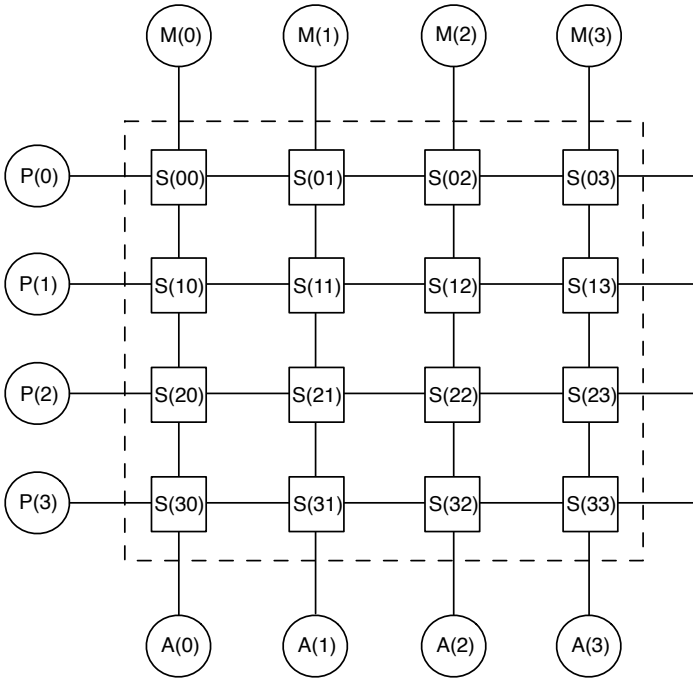 M(0) M(1) M(2) M(3)
P(0) S(00) S(01) S(02) S(03)
P(1) S(10) S(11) S(12) S(13)
P(2) S(20) S(21) S(22) S(23)
P(3) S(30) S(31) S(32) S(33)
A(0) A(1) A(2) A(3)